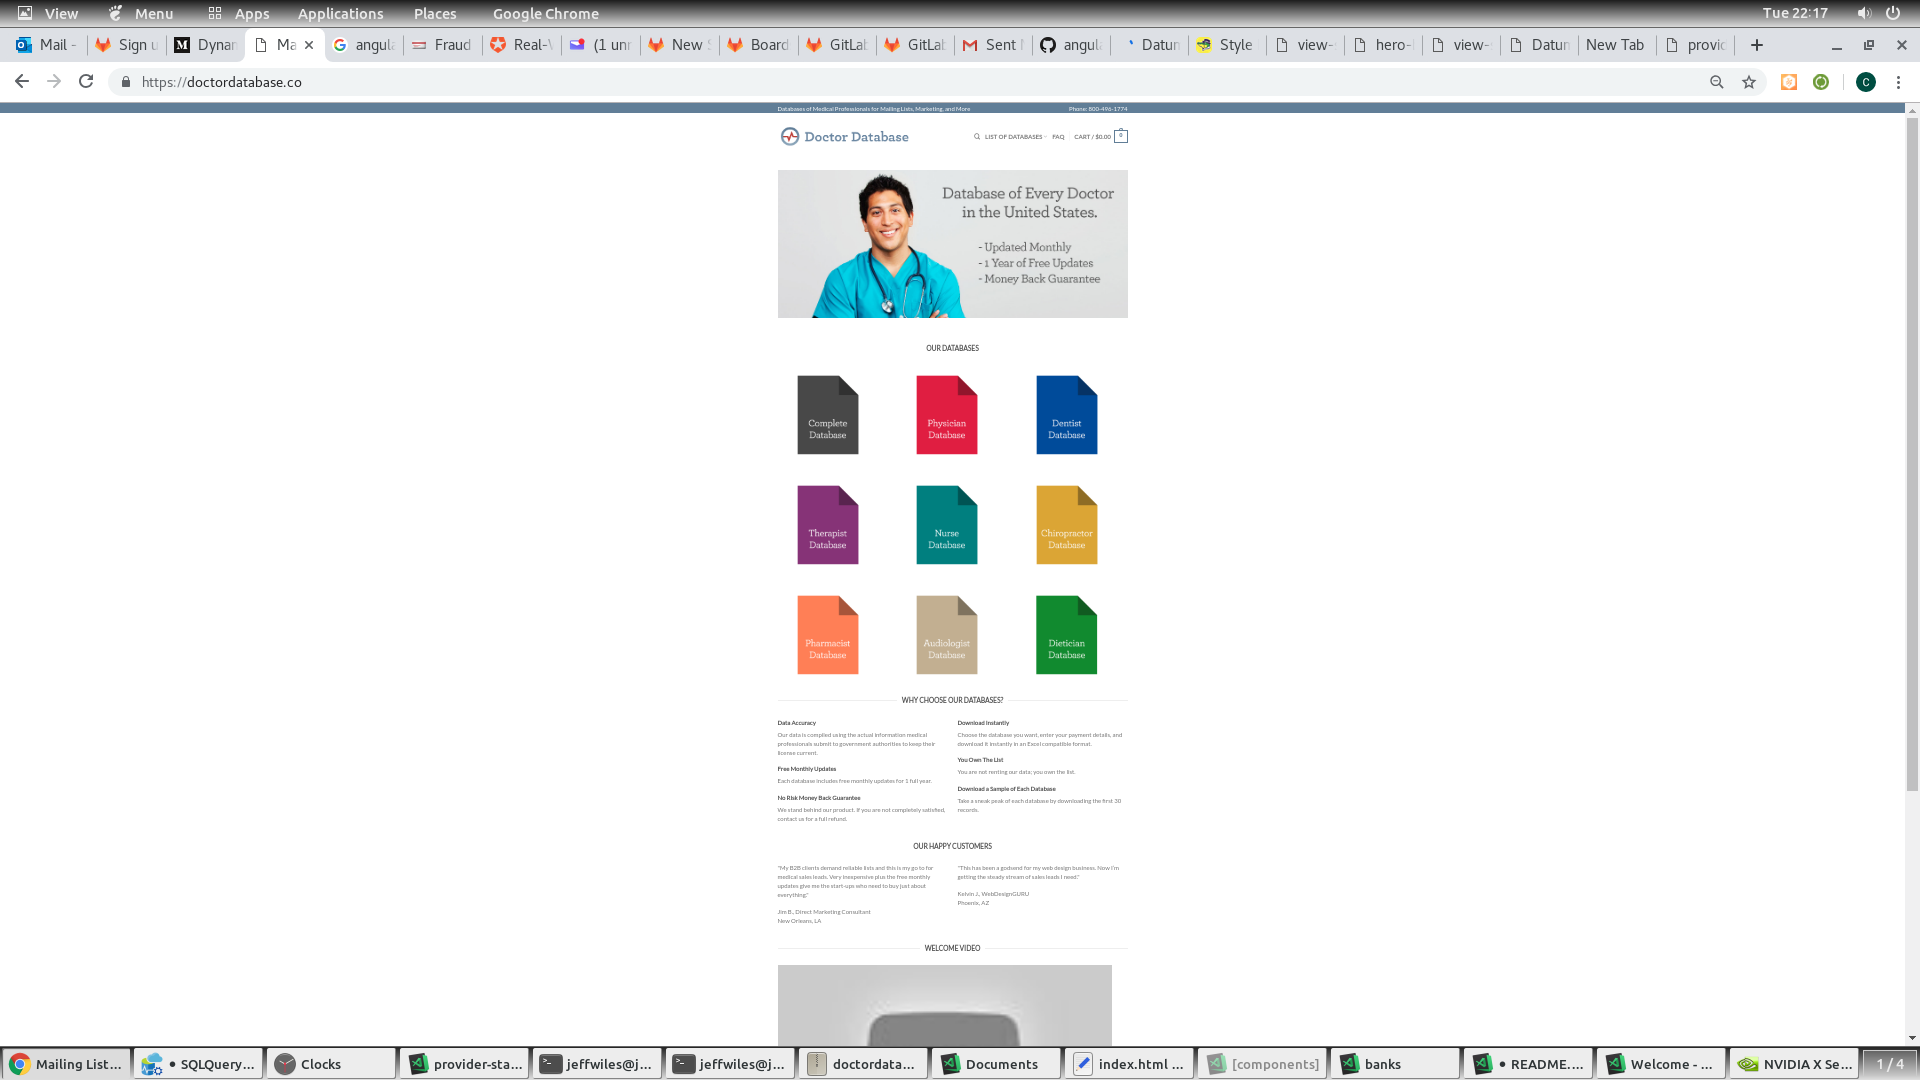 View Menu Apps Applications Places Google Chrome Tue 22:17
Mail - Sign u Dynar Ma angula Fraud Real-V (1 unr New S Board GitLab GitLab Sent M angula Datum Style view- hero- view- Datum New Tab provid
https://doctordatabase.co C
Databases of Medical Professionals for Mailing Lists, Marketing, and More Phone: 800-496-1774
Doctor Database LIST OF DATABASES FAQ CART / $0.00 0
Database of Every Doctor
in the United States.
- Updated Monthly
- 1 Year of Free Updates
- Money Back Guarantee
OUR DATABASES
Complete Database
Physician Database
Dentist Database
Therapist Database
Nurse Database
Chiropractor Database
Pharmacist Database
Audiologist Database
Dietician Database
WHY CHOOSE OUR DATABASES?
Data Accuracy
Our data is compiled using the actual information medical
professionals submit to government authorities to keep their
license current.
Free Monthly Updates
Each database includes free monthly updates for 1 full year.
No Risk Money Back Guarantee
We stand behind our product. If you are not completely satisfied,
contact us for a full refund.
Download Instantly
Choose the database you want, enter your payment details, and
download it instantly in an Excel compatible format.
You Own The List
You are not renting our data; you own the list.
Download a Sample of Each Database
Take a sneak peak of each database by downloading the first 30
records.
OUR HAPPY CUSTOMERS
"My B2B clients demand reliable lists and this is my go to for
medical sales leads. Very inexpensive plus the free monthly
updates give me the start-ups who need to buy just about
everything."
Jim B., Direct Marketing Consultant
New Orleans, LA
"This has been a godsend for my web design business. Now I'm
getting the steady stream of sales leads I need."
Kelvin J., WebDesignGURU
Phoenix, AZ
WELCOME VIDEO
Mailing List... • SQLQuery... Clocks provider-sta... jeffwiles@j... jeffwiles@j... doctordata... Documents index.html ... [components] banks • README.... Welcome - ... NVIDIA X Se... 1 / 4